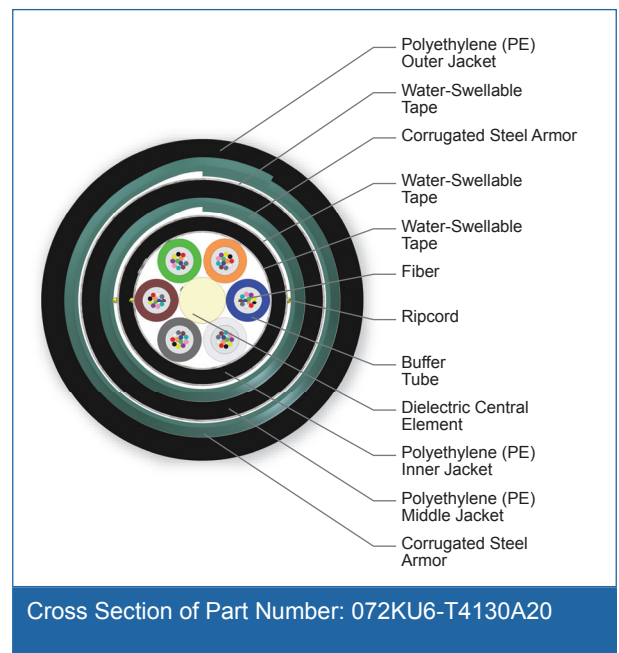 Polyethylene (PE)
Outer Jacket
Water-Swellable
Tape
Corrugated Steel Armor
Water-Swellable
Tape
Water-Swellable
Tape
Fiber
Ripcord
Buffer
Tube
Dielectric Central
Element
Polyethylene (PE)
Inner Jacket
Polyethylene (PE)
Middle Jacket
Corrugated Steel
Armor
Cross Section of Part Number: 072KU6-T4130A20